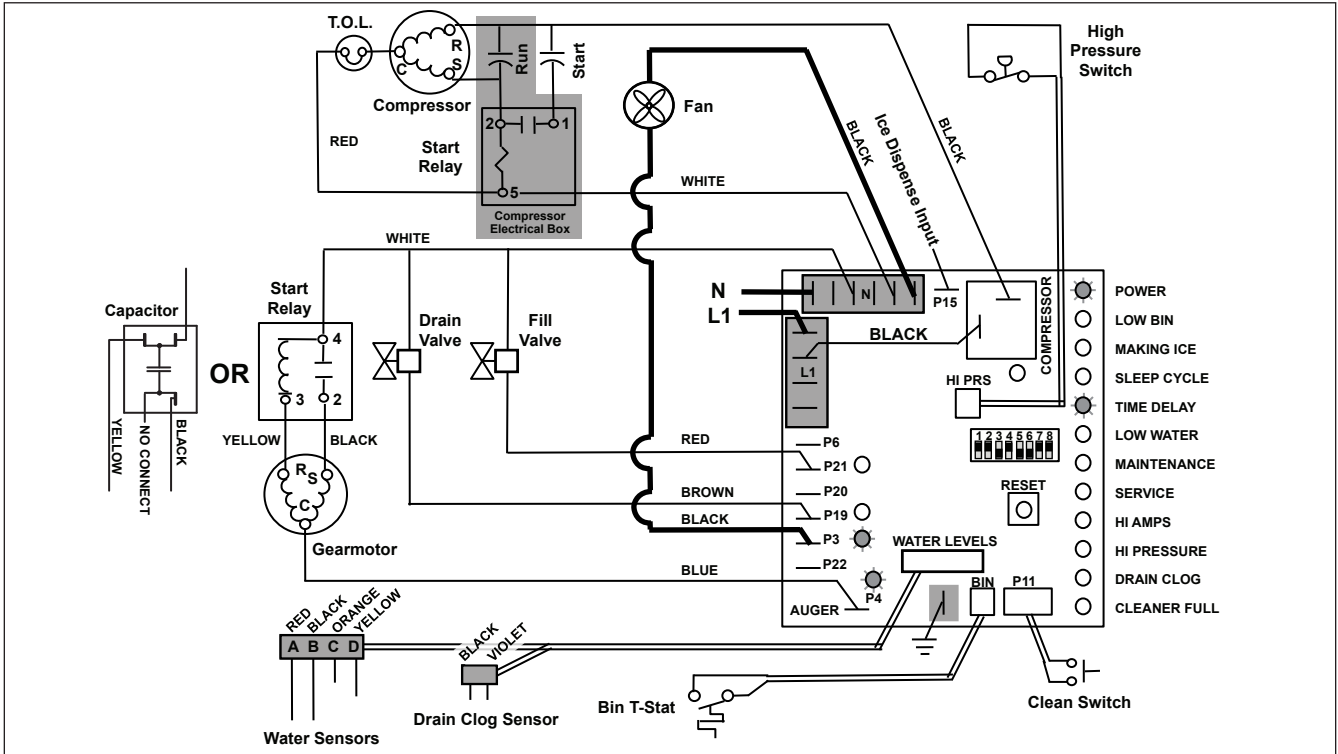 T.O.L.
R
S
C
Compressor
Run
Start
RED
2
1
Start
Relay
5
Compressor
Electrical Box
WHITE
Fan
BLACK
Ice Dispense Input
BLACK
High
Pressure
Switch
WHITE
Capacitor
YELLOW
NO CONNECT
BLACK
OR
Start
Relay
4
3
2
YELLOW
BLACK
R
S
C
Gearmotor
Drain
Valve
Fill
Valve
N
L1
N
P15
BLACK
L1
COMPRESSOR
HI PRS
1 2 3 4 5 6 7 8
RESET
RED
P6
P21
P20
BROWN
P19
BLACK
P3
P22
BLUE
P4
AUGER
WATER LEVELS
BIN
P11
POWER
LOW BIN
MAKING ICE
SLEEP CYCLE
TIME DELAY
LOW WATER
MAINTENANCE
SERVICE
HI AMPS
HI PRESSURE
DRAIN CLOG
CLEANER FULL
RED
BLACK
ORANGE
YELLOW
A B C D
Water Sensors
BLACK
VIOLET
Drain Clog Sensor
Bin T-Stat
Clean Switch